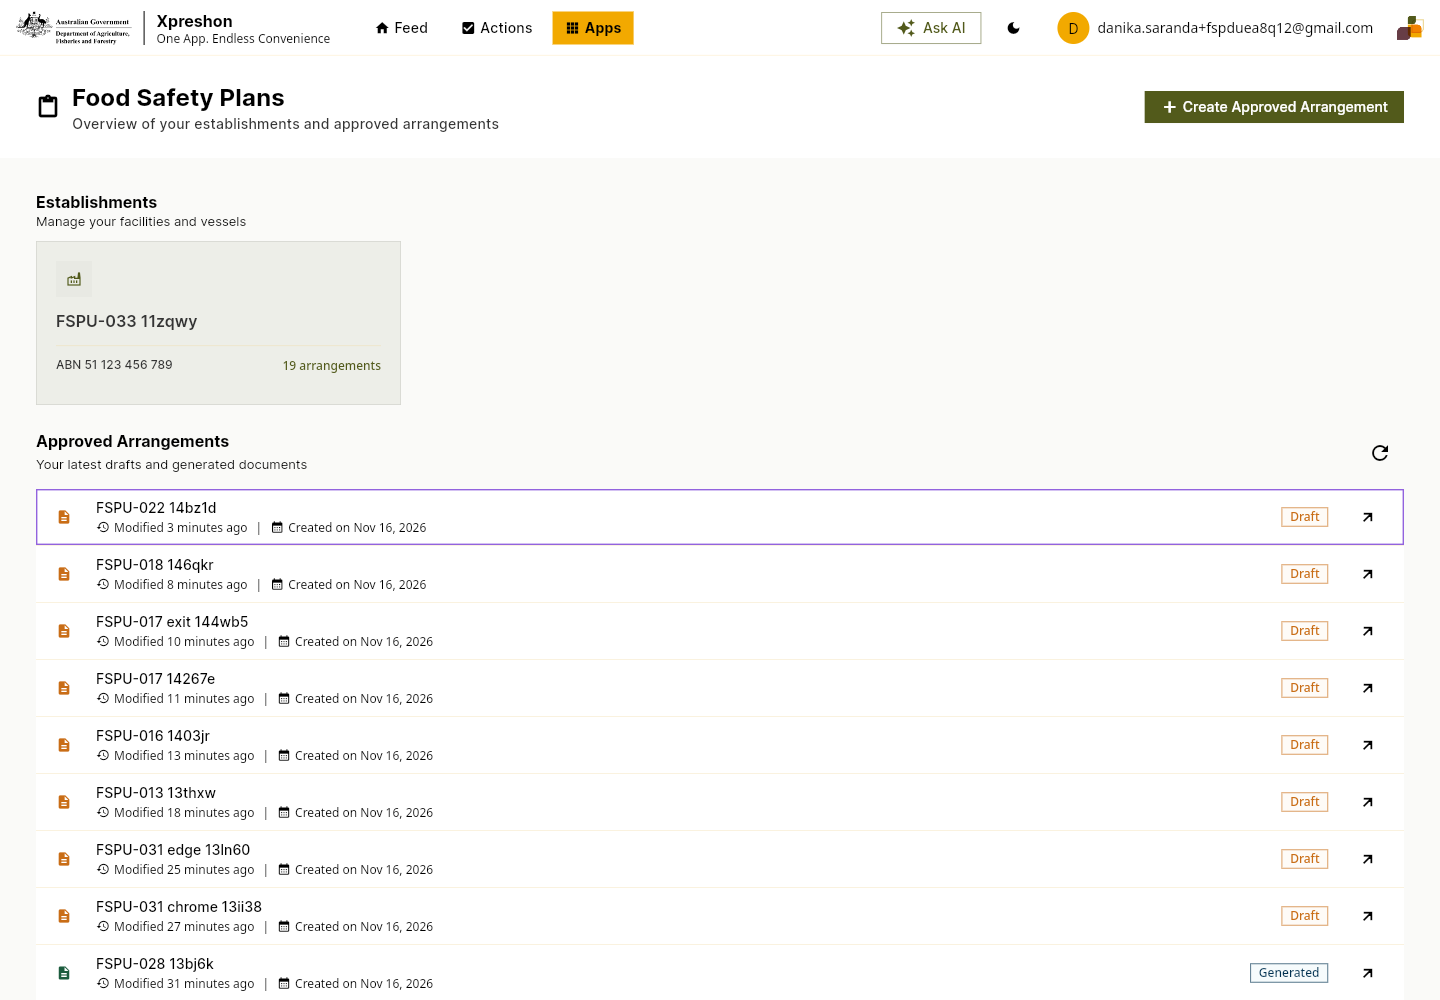 Australian Government
Department of Agriculture,
Fisheries and Forestry
Xpreshon
One App. Endless Convenience
Feed
Actions
Apps
Ask AI
D
danika.saranda+fspduea8q12@gmail.com
Food Safety Plans
Overview of your establishments and approved arrangements
Create Approved Arrangement
Establishments
Manage your facilities and vessels
FSPU-033 11zqwy
ABN 51 123 456 789
19 arrangements
Approved Arrangements
Your latest drafts and generated documents
FSPU-022 14bz1d
Modified 3 minutes ago | Created on Nov 16, 2026
Draft
FSPU-018 146qkr
Modified 8 minutes ago | Created on Nov 16, 2026
Draft
FSPU-017 exit 144wb5
Modified 10 minutes ago | Created on Nov 16, 2026
Draft
FSPU-017 14267e
Modified 11 minutes ago | Created on Nov 16, 2026
Draft
FSPU-016 1403jr
Modified 13 minutes ago | Created on Nov 16, 2026
Draft
FSPU-013 13thxw
Modified 18 minutes ago | Created on Nov 16, 2026
Draft
FSPU-031 edge 13ln60
Modified 25 minutes ago | Created on Nov 16, 2026
Draft
FSPU-031 chrome 13ii38
Modified 27 minutes ago | Created on Nov 16, 2026
Draft
FSPU-028 13bj6k
Modified 31 minutes ago | Created on Nov 16, 2026
Generated